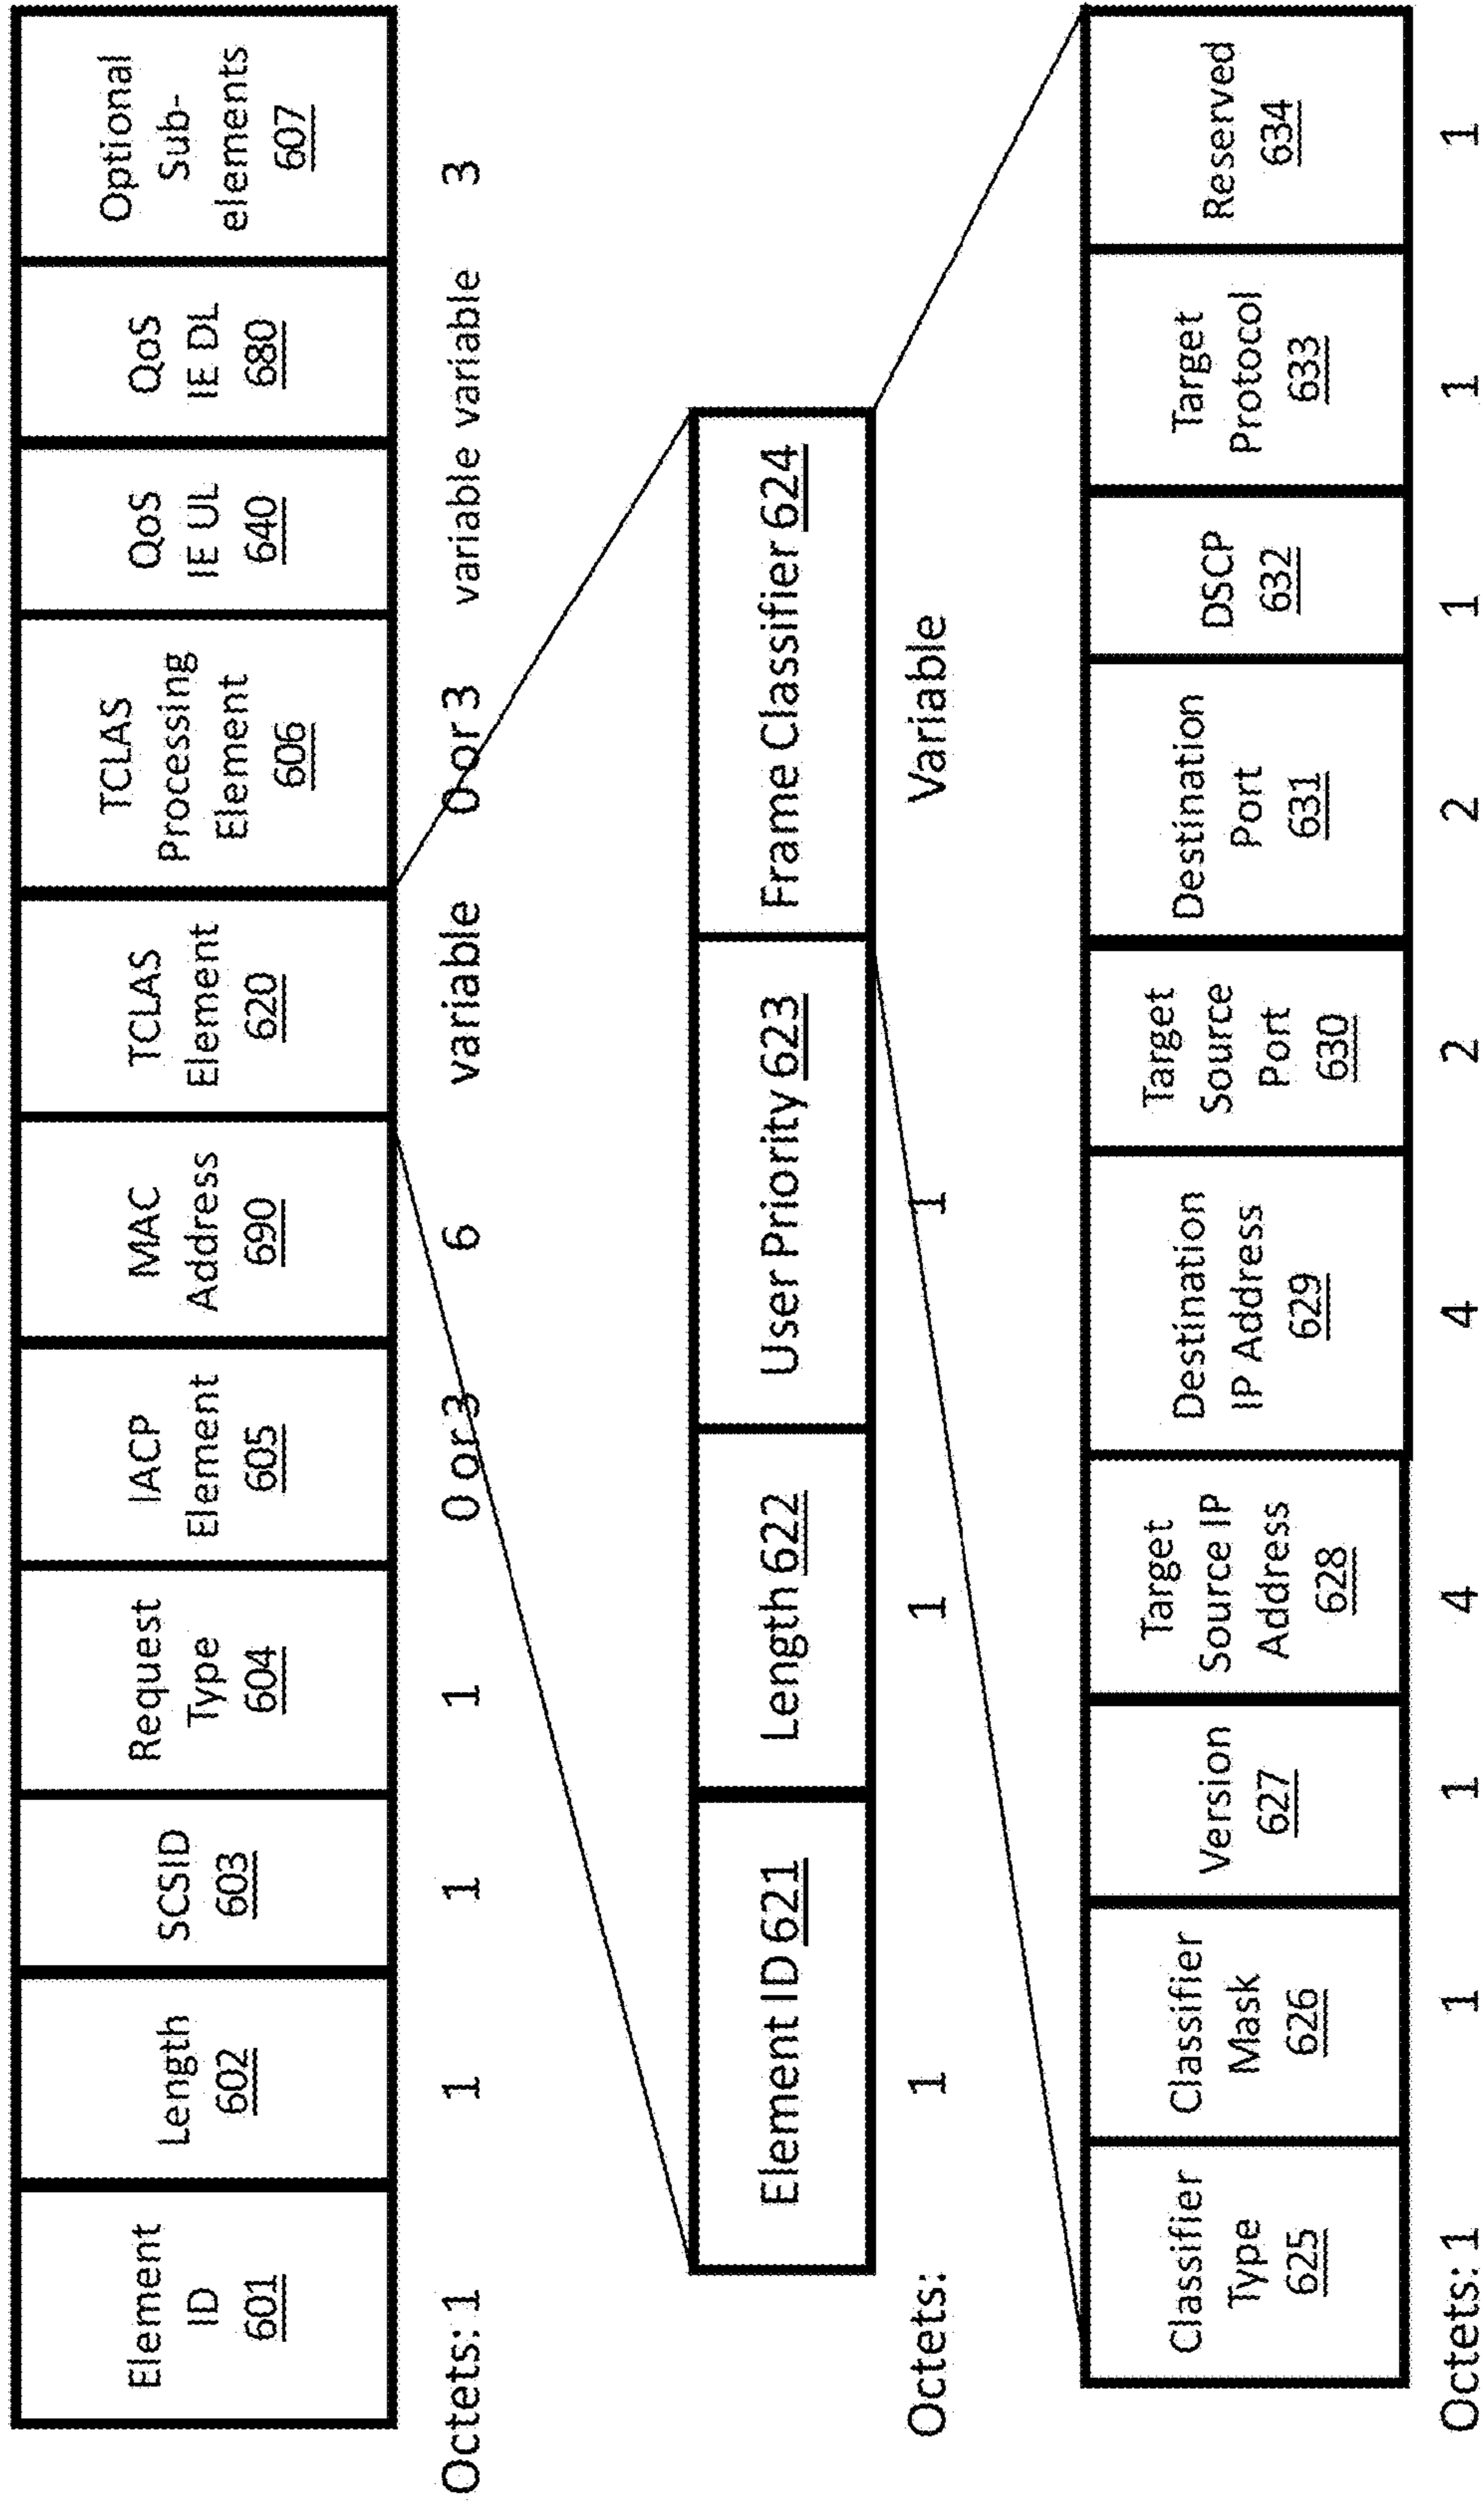 Element
ID
601
Length
602
SCSID
603
Request
Type
604
IACP
Element
605
MAC
Address
690
TCLAS
Element
620
TCLAS
Processing
Element
606
QoS
IE UL
640
QoS
IE DL
680
Optional
Sub-
elements
607
Octets: 1 1 1 1 0 or 3 6 variable 0 or 3 variable variable 3
Element ID 621
Length 622
User Priority 623
Frame Classifier 624
Octets: 1 1 1 Variable
Classifier
Type
625
Classifier
Mask
626
Version
627
Target
Source IP
Address
628
Destination
IP Address
629
Target
Source
Port
630
Destination
Port
631
DSCP
632
Target
Protocol
633
Reserved
634
Octets: 1 1 1 4 4 2 2 1 1 1